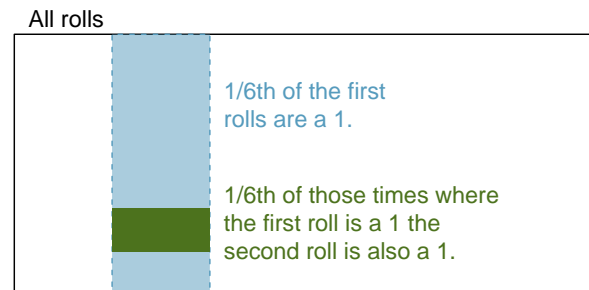 All rolls
1/6th of the first
rolls are a 1.
1/6th of those times where
the first roll is a 1 the
second roll is also a 1.